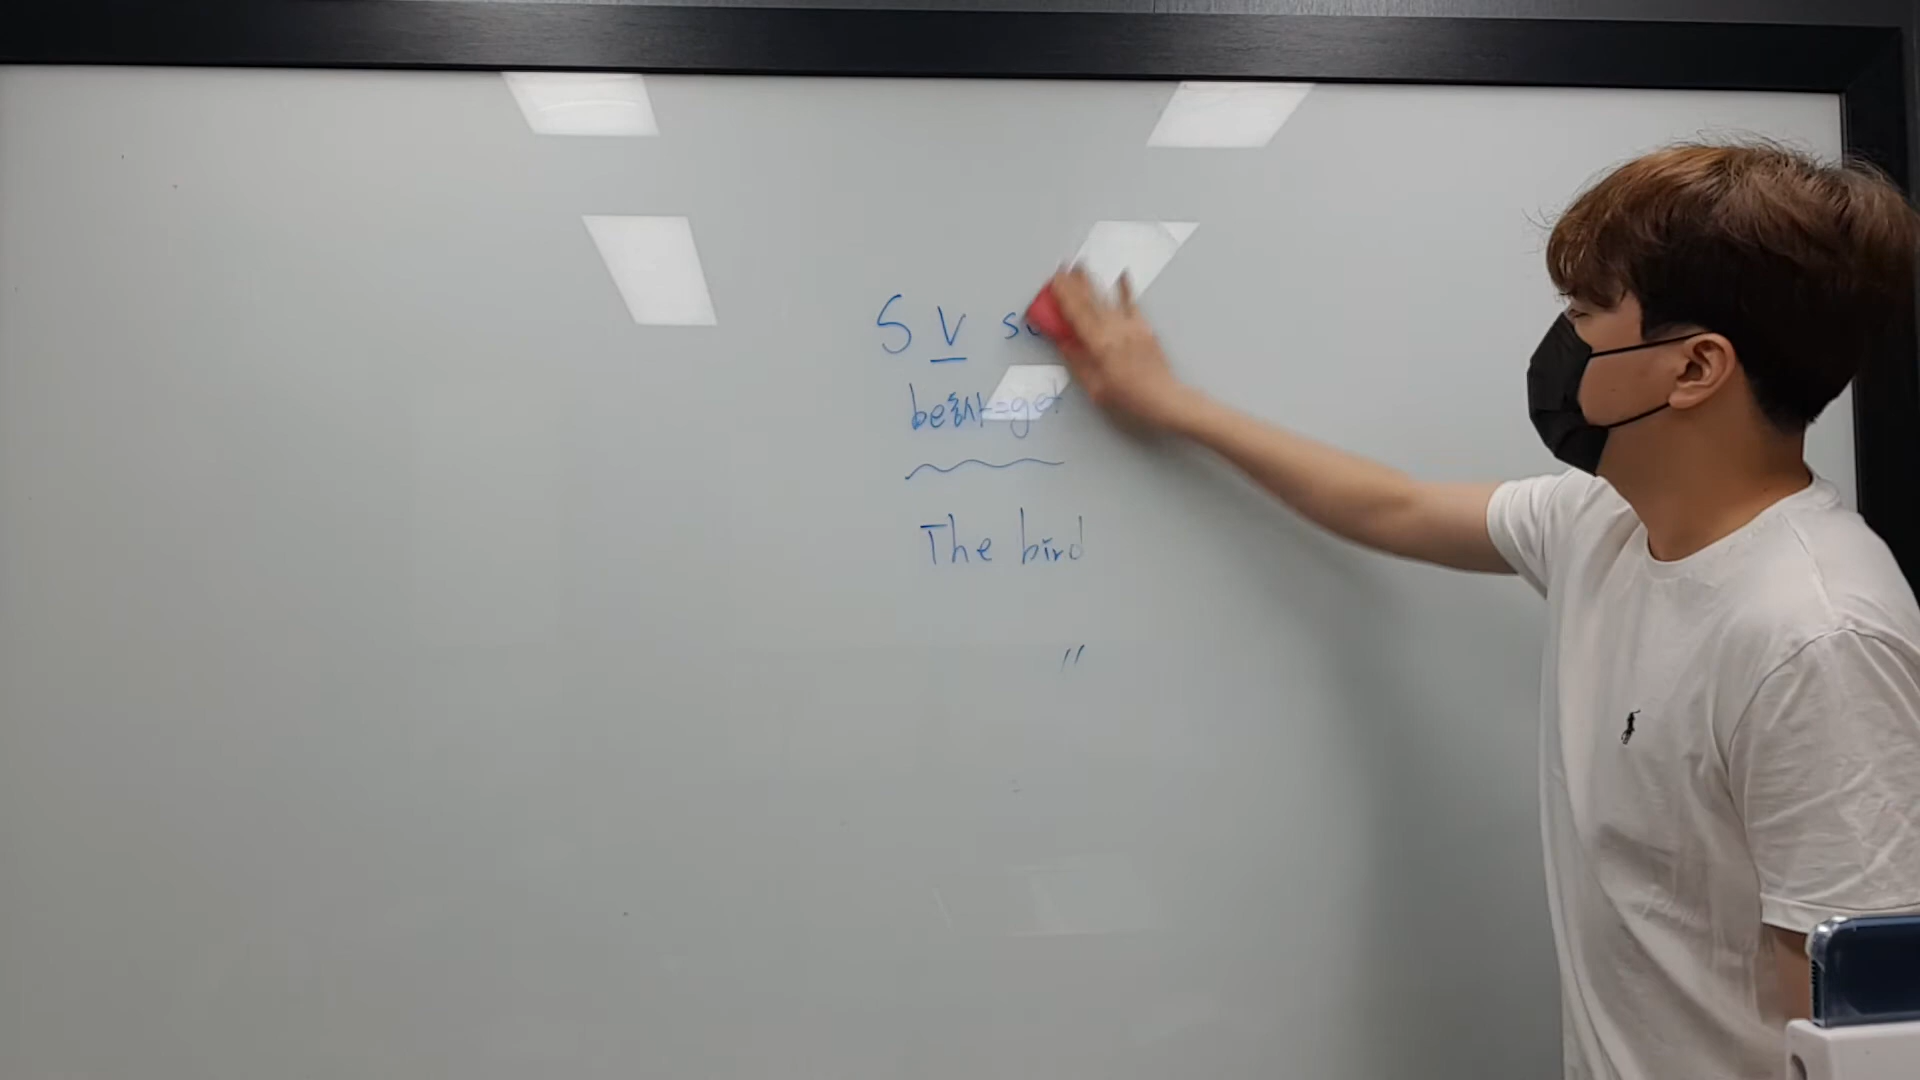 S V
be동사=get
The bird
"